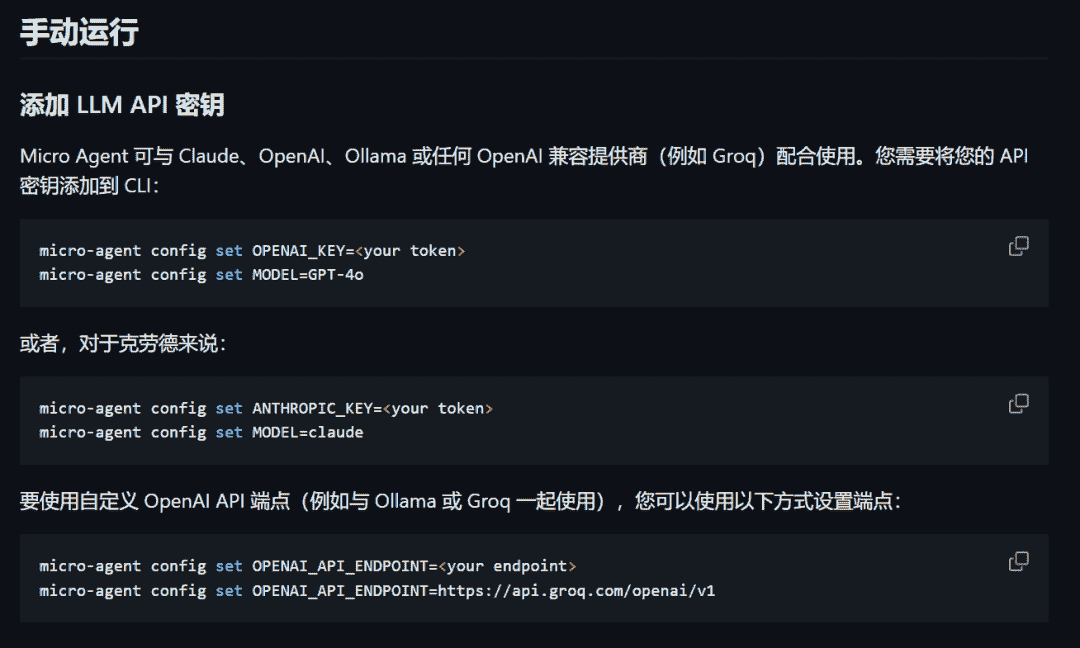 手动运行
添加 LLM API 密钥
Micro Agent 可与 Claude、OpenAI、Ollama 或任何 OpenAI 兼容提供商（例如 Groq）配合使用。您需要将您的 API
密钥添加到 CLI：
micro-agent config set OPENAI_KEY=<your token>
micro-agent config set MODEL=GPT-4o
或者，对于克劳德来说：
micro-agent config set ANTHROPIC_KEY=<your token>
micro-agent config set MODEL=claude
要使用自定义 OpenAI API 端点（例如与 Ollama 或 Groq 一起使用），您可以使用以下方式设置端点：
micro-agent config set OPENAI_API_ENDPOINT=<your endpoint>
micro-agent config set OPENAI_API_ENDPOINT=https://api.groq.com/openai/v1